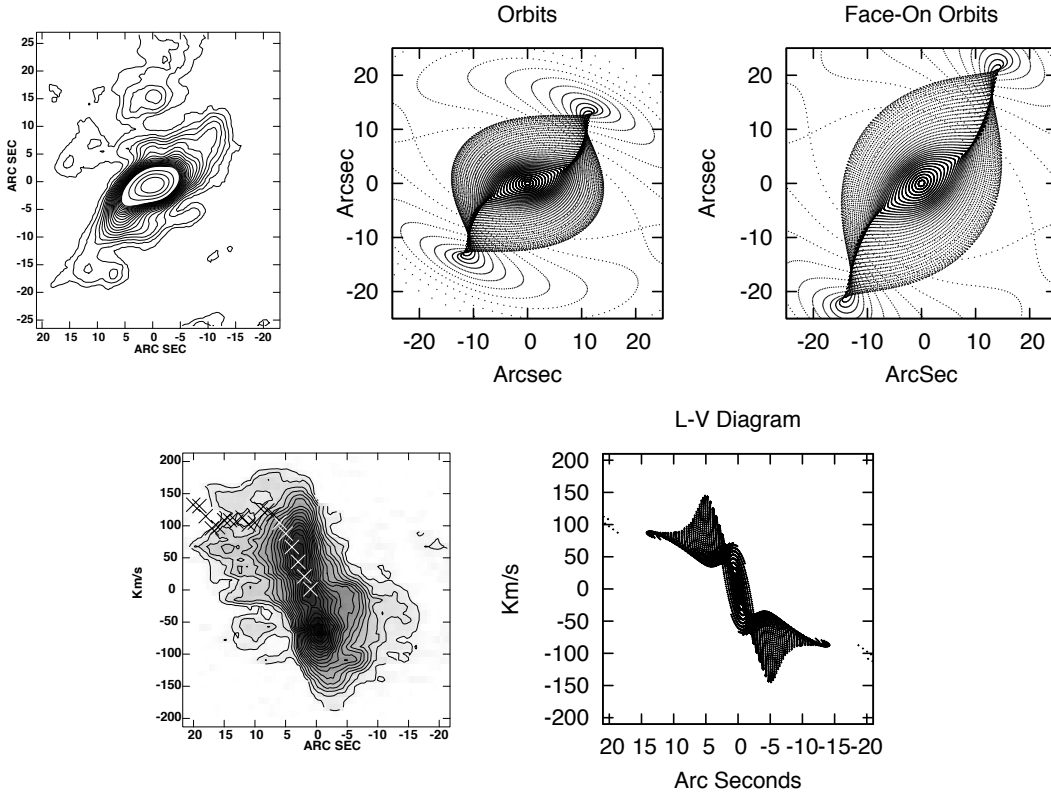 Orbits
Face-On Orbits
25
20
15
10
5
0
-5
-10
-15
-20
-25
ARC SEC
20 15 10 5 0 -5 -10 -15 -20
ARC SEC
20
10
0
-10
-20
Arcsec
-20 -10 0 10 20
Arcsec
20
10
0
-10
-20
Arcsec
-20 -10 0 10 20
ArcSec
L-V Diagram
200
150
100
50
0
-50
-100
-150
-200
Km/s
20 15 10 5 0 -5 -10 -15 -20
ARC SEC
200
150
100
50
0
-50
-100
-150
-200
Km/s
20 15 10 5 0 -5 -10 -15 -20
Arc Seconds